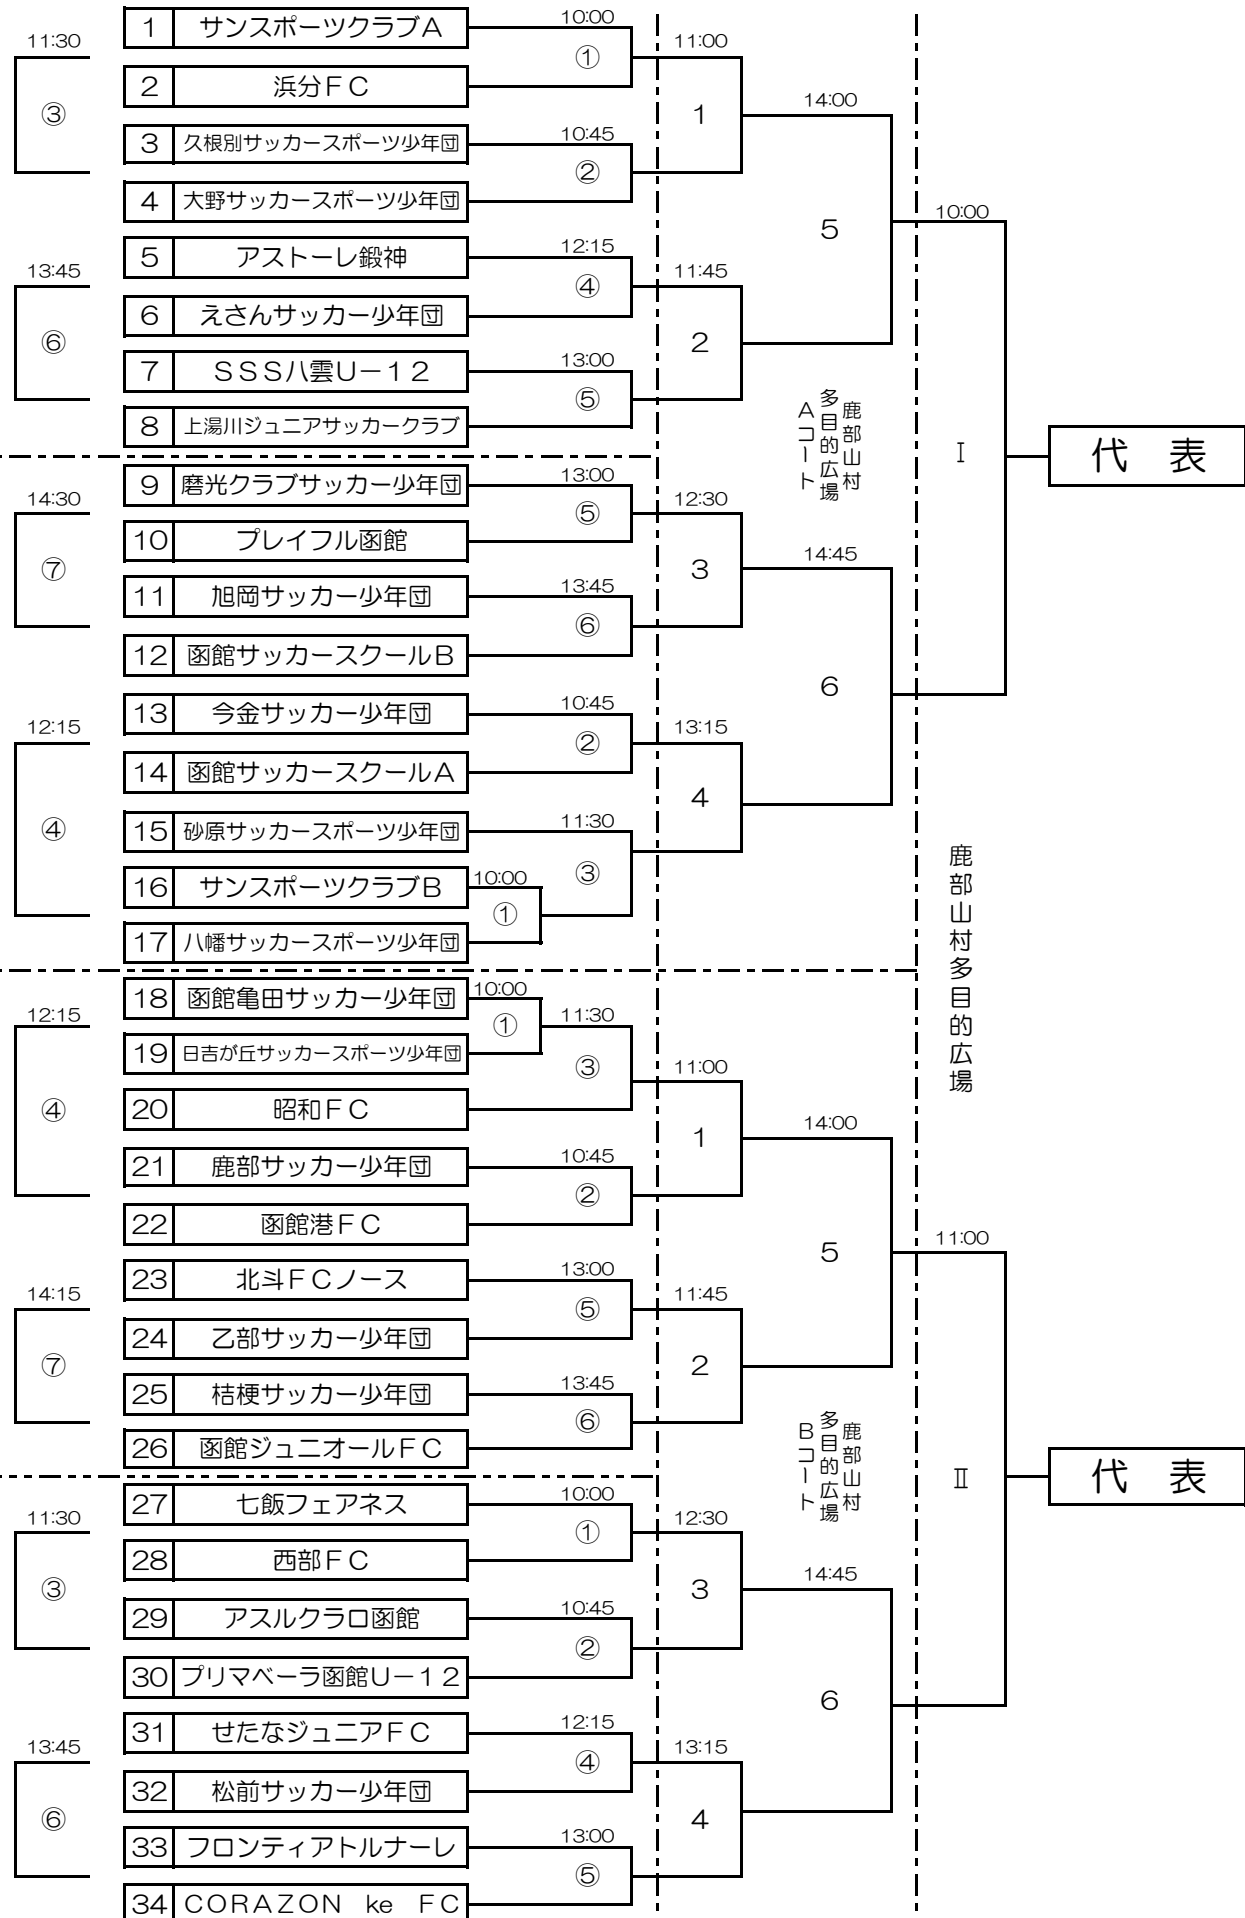 1 サンスポーツクラブA 10:00
11:30 11:00
①
2 浜分FC
③ 1 14:00
3 久根別サッカースポーツ少年団 10:45
②
4 大野サッカースポーツ少年団
5 10:00
5 アストーレ鍛神 12:15
13:45 11:45
④
6 えさんサッカー少年団
⑥ 2
7 SSS八雲U-12 13:00
⑤
8 上湯川ジュニアサッカークラブ
鹿部山村
多目的広場
Aコート
I 代 表
9 磨光クラブサッカー少年団 13:00
14:30 12:30
⑤
10 プレイフル函館
⑦ 3 14:45
11 旭岡サッカー少年団 13:45
⑥
12 函館サッカースクールB
6
13 今金サッカー少年団 10:45
12:15 13:15
②
14 函館サッカースクールA
4
④
15 砂原サッカースポーツ少年団 11:30
③
16 サンスポーツクラブB 10:00
①
17 八幡サッカースポーツ少年団
鹿部山村多目的広場
18 函館亀田サッカー少年団 10:00
12:15 ① 11:30
19 日吉が丘サッカースポーツ少年団
③ 11:00
20 昭和FC
④ 1 14:00
21 鹿部サッカー少年団 10:45
②
22 函館港FC
5 11:00
23 北斗FCノース 13:00
14:15 11:45
⑤
24 乙部サッカー少年団
⑦ 2
25 桔梗サッカー少年団 13:45
⑥
26 函館ジュニオールFC
鹿部山村
多目的広場
Bコート
II 代 表
27 七飯フェアネス 10:00
11:30 12:30
①
28 西部FC
③ 3 14:45
29 アスルクラロ函館 10:45
②
30 プリマベーラ函館U-12
6
31 せたなジュニアFC 12:15
13:45 13:15
④
32 松前サッカー少年団
⑥ 4
33 フロンティアトルナーレ 13:00
⑤
34 CORAZON ke FC